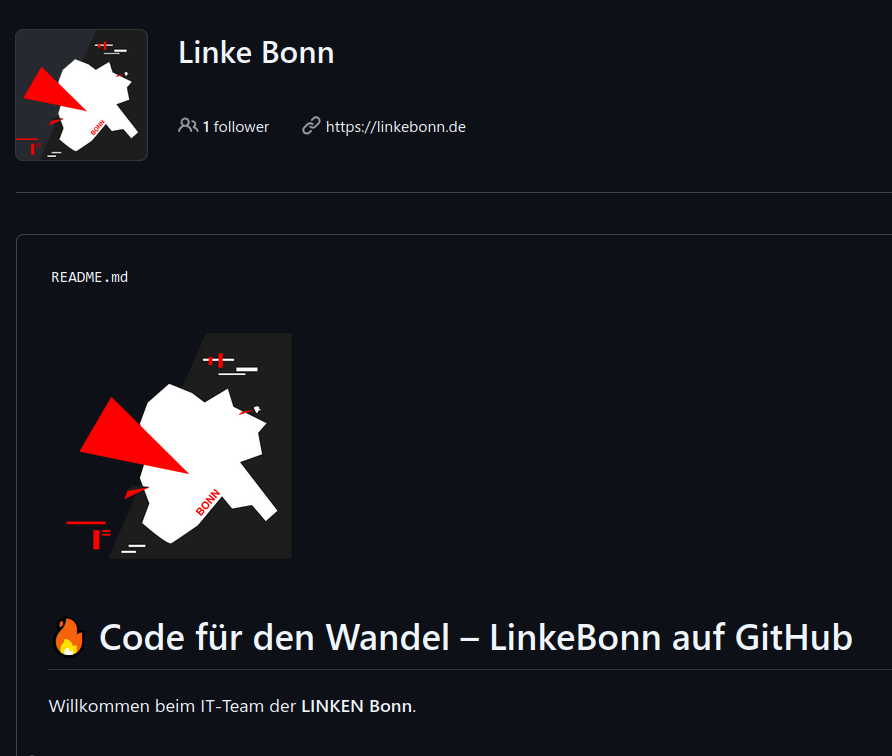 Linke Bonn
1 follower
https://linkebonn.de
README.md
BONN
🔥 Code für den Wandel – LinkeBonn auf GitHub
Willkommen beim IT-Team der LINKEN Bonn.